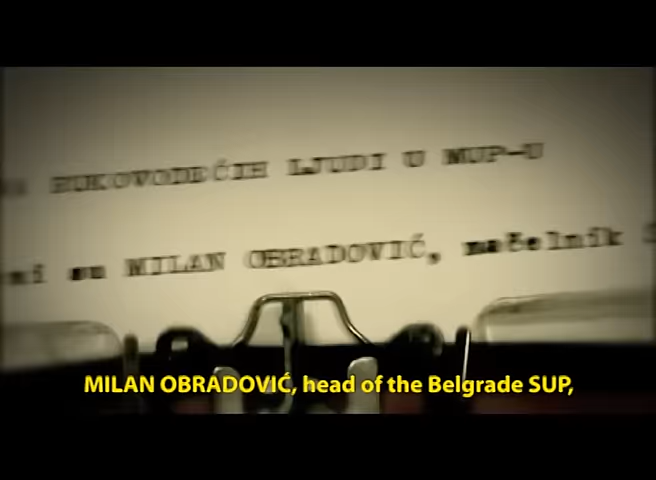 RUKOVODEĆIH LJUDI U MUP-U
su MILAN OBRADOVIĆ, načelnik
MILAN OBRADOVIĆ, head of the Belgrade SUP,